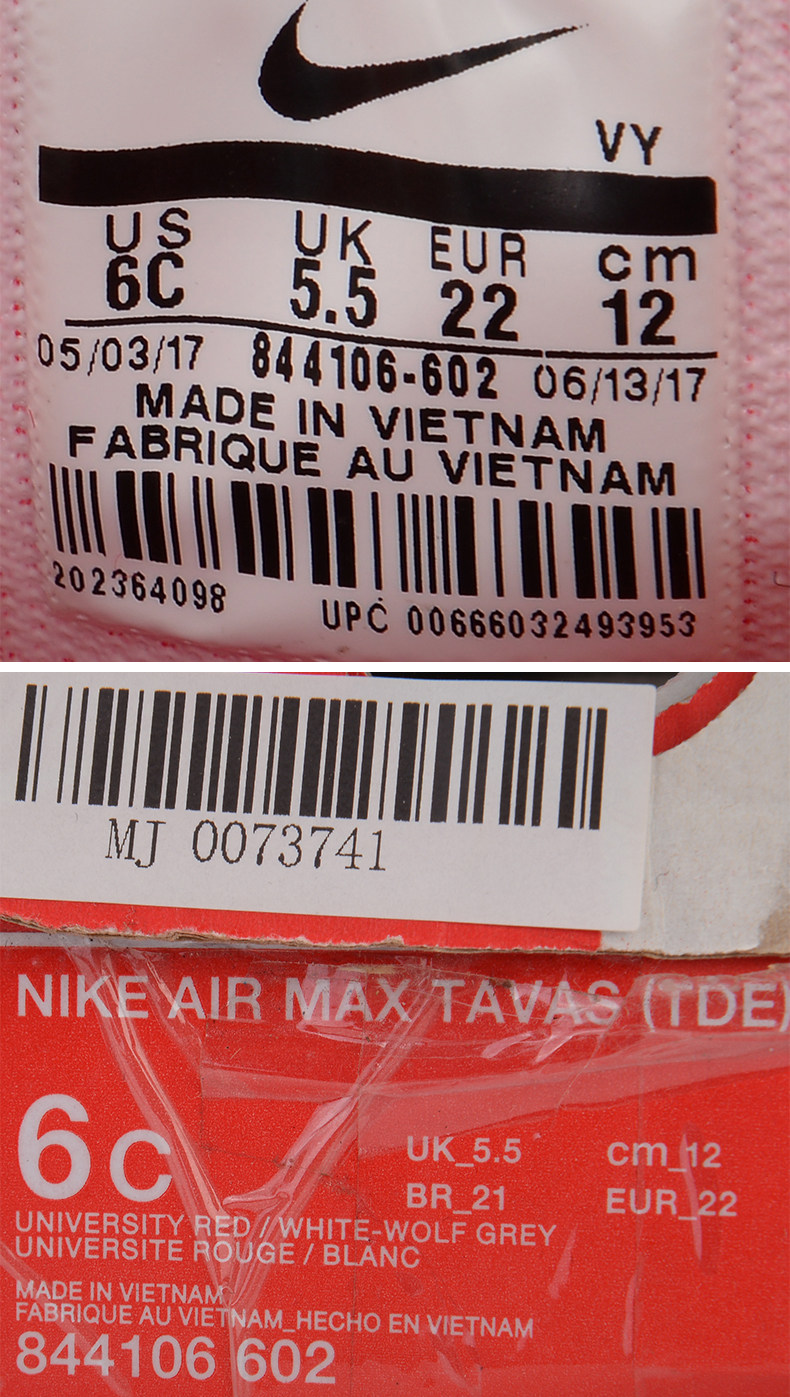 VY
US UK EUR cm
6C 5.5 22 12
05/03/17 844106-602 06/13/17
MADE IN VIETNAM
FABRIQUE AU VIETNAM
202364098 UPC 00666032493953
MJ 0073741
NIKE AIR MAX TAVAS (TDE)
6C
UK_5.5 cm_12
BR_21 EUR_22
UNIVERSITY RED / WHITE-WOLF GREY
UNIVERSITE ROUGE / BLANC
MADE IN VIETNAM
FABRIQUE AU VIETNAM_HECHO EN VIETNAM
844106 602